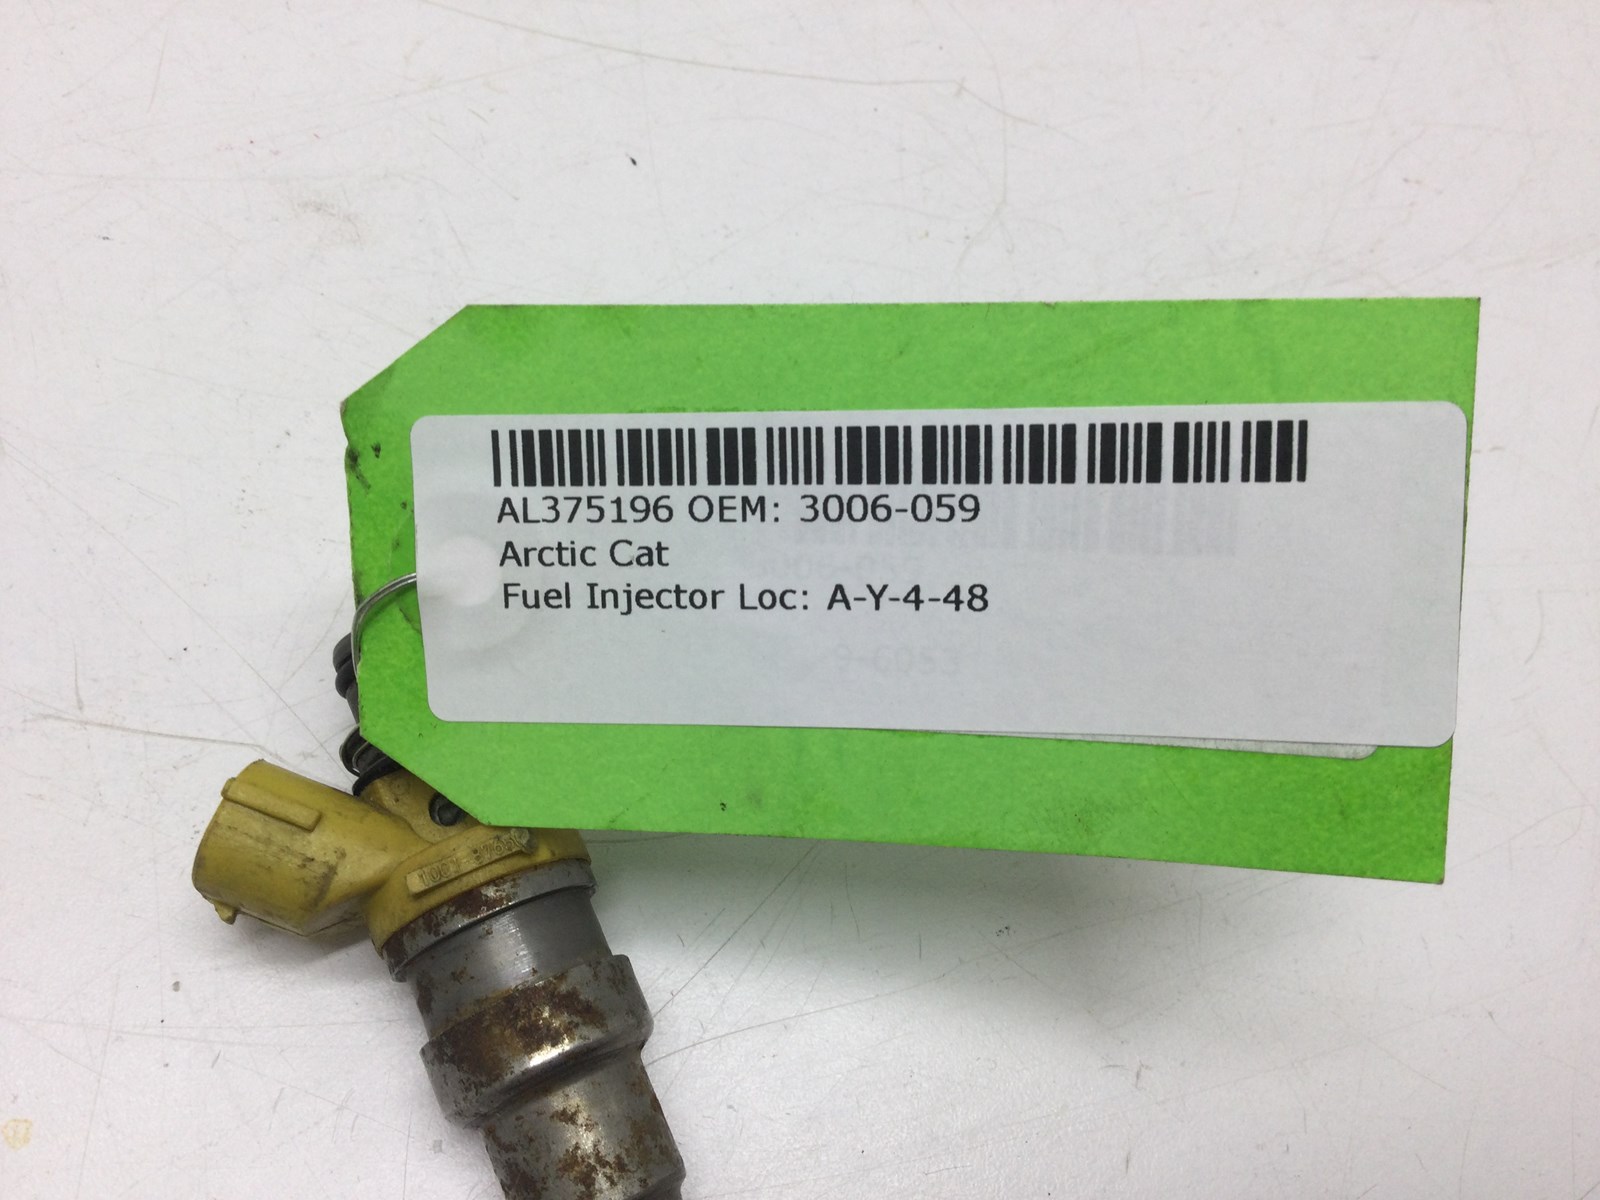 AL375196 OEM: 3006-059
Arctic Cat
Fuel Injector Loc: A-Y-4-48